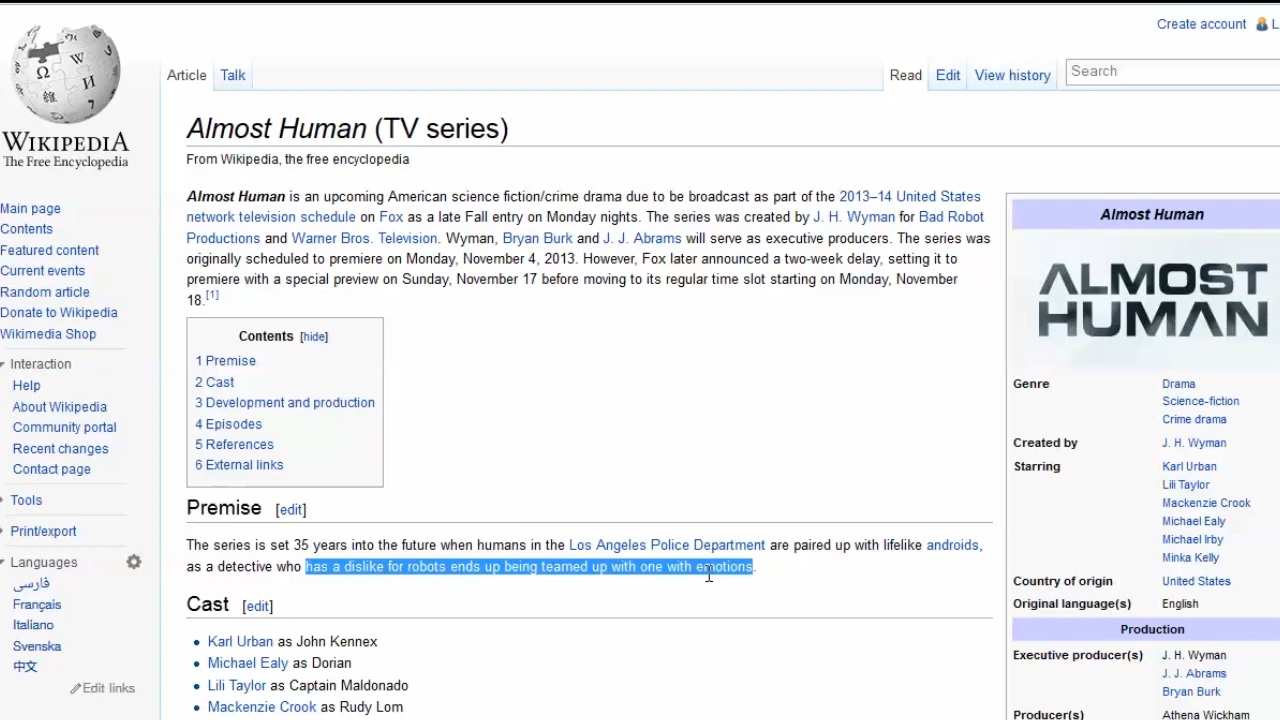 Create account
WIKIPEDIA
The Free Encyclopedia
Main page
Contents
Featured content
Current events
Random article
Donate to Wikipedia
Wikimedia Shop
Interaction
Help
About Wikipedia
Community portal
Recent changes
Contact page
Tools
Print/export
Languages
فارسی
Français
Italiano
Svenska
中文
Edit links
Article Talk
Read Edit View history Search
Almost Human (TV series)
From Wikipedia, the free encyclopedia
Almost Human is an upcoming American science fiction/crime drama due to be broadcast as part of the 2013–14 United States
network television schedule on Fox as a late Fall entry on Monday nights. The series was created by J. H. Wyman for Bad Robot
Productions and Warner Bros. Television. Wyman, Bryan Burk and J. J. Abrams will serve as executive producers. The series was
originally scheduled to premiere on Monday, November 4, 2013. However, Fox later announced a two-week delay, setting it to
premiere with a special preview on Sunday, November 17 before moving to its regular time slot starting on Monday, November
18.[1]
Contents [hide]
1 Premise
2 Cast
3 Development and production
4 Episodes
5 References
6 External links
Premise [edit]
The series is set 35 years into the future when humans in the Los Angeles Police Department are paired up with lifelike androids,
as a detective who has a dislike for robots ends up being teamed up with one with emotions.
Cast [edit]
Karl Urban as John Kennex
Michael Ealy as Dorian
Lili Taylor as Captain Maldonado
Mackenzie Crook as Rudy Lom
Almost Human
ALMOST
HUMAN
Genre Drama
Science-fiction
Crime drama
Created by J. H. Wyman
Starring Karl Urban
Lili Taylor
Mackenzie Crook
Michael Ealy
Michael Irby
Minka Kelly
Country of origin United States
Original language(s) English
Production
Executive producer(s) J. H. Wyman
J. J. Abrams
Bryan Burk
Producer(s) Athena Wickham